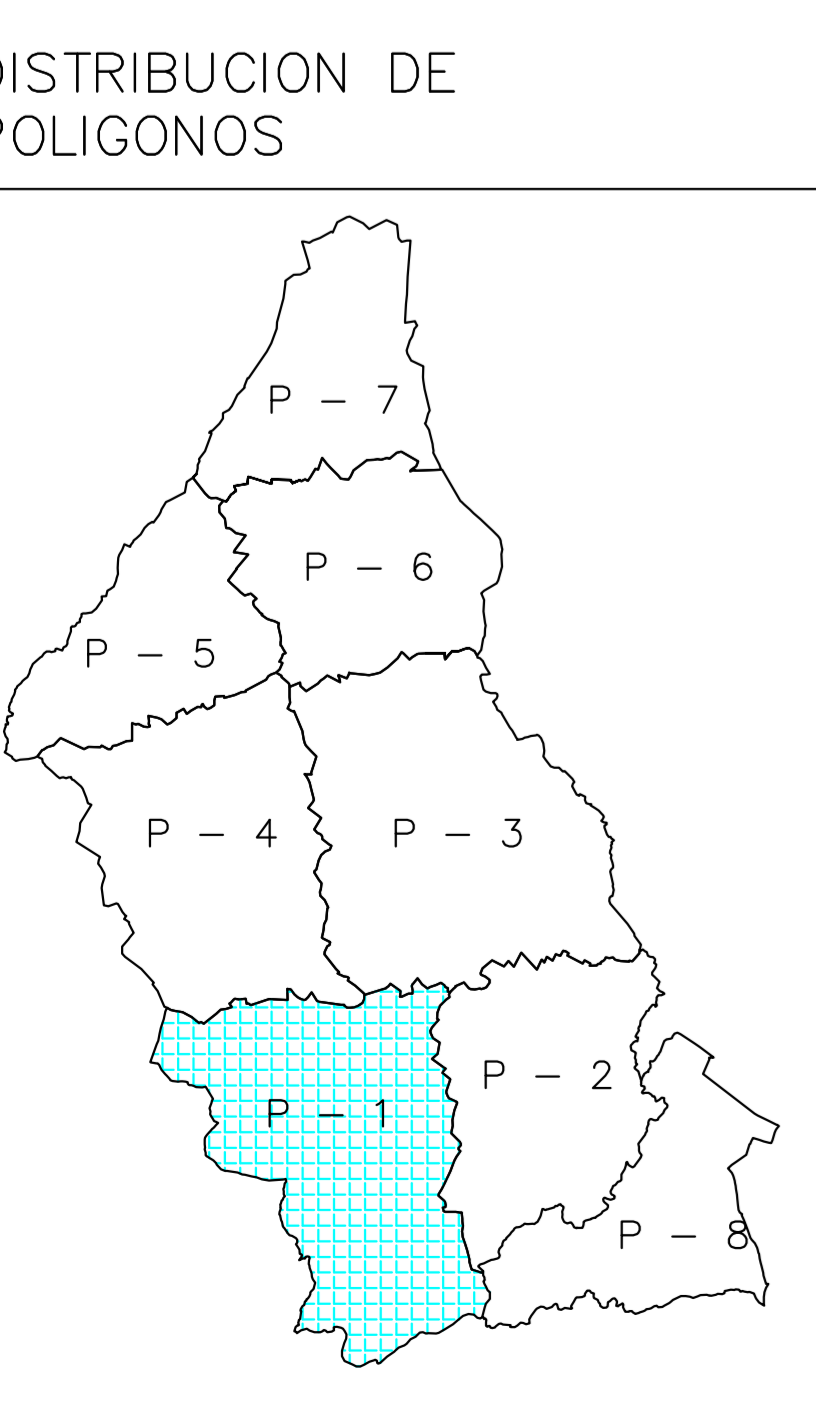 DISTRIBUCION DE
POLIGONOS
P - 7
P - 6
P - 5
P - 4
P - 3
P - 2
P - 1
P - 8